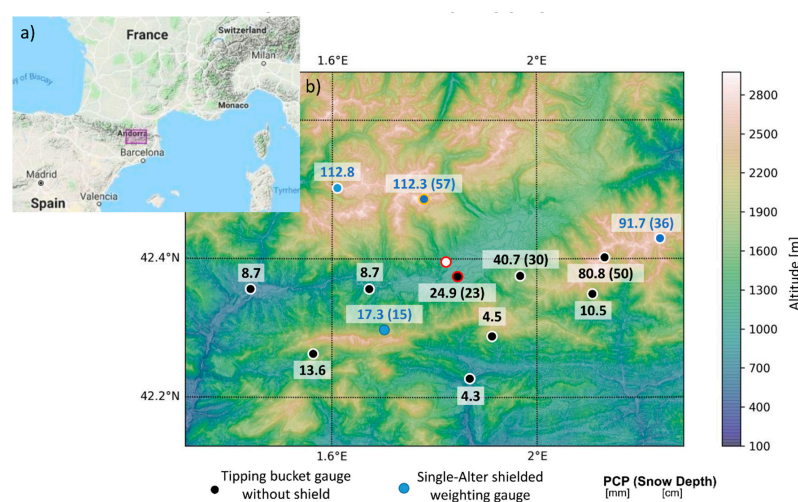 a)
France
Switzerland
Milan
Bay of Biscay
Monaco
Andorra
Barcelona
Madrid
Valencia
Spain
Tyrrhe
b)
1.6°E
2°E
42.4°N
42.2°N
112.8
112.3 (57)
91.7 (36)
40.7 (30)
80.8 (50)
8.7
8.7
24.9 (23)
10.5
17.3 (15)
4.5
13.6
4.3
1.6°E
2°E
2800
2500
2200
1900
1600
1300
1000
700
400
100
Altitude [m]
Tipping bucket gauge
without shield
Single-Alter shielded
weighting gauge
PCP (Snow Depth)
[mm] [cm]